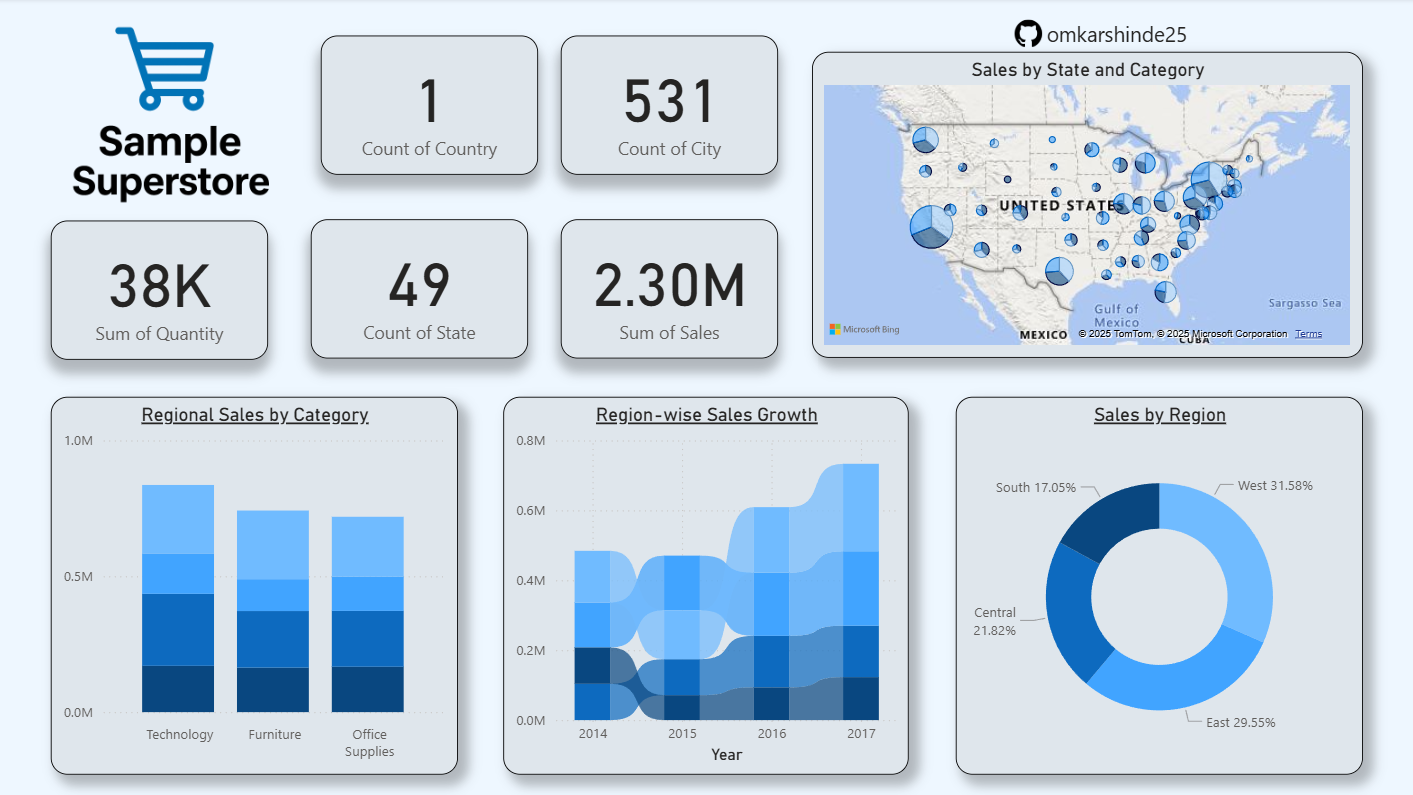 Sample
Superstore
1
Count of Country
531
Count of City
38K
Sum of Quantity
49
Count of State
2.30M
Sum of Sales
omkarshinde25
Sales by State and Category
UNITED STATES
Gulf of
Mexico
Sargasso Sea
MEXICO
CUBA
Microsoft Bing
© 2025 TomTom, © 2025 Microsoft Corporation Terms
Regional Sales by Category
1.0M
0.5M
0.0M
Technology
Furniture
Office
Supplies
Region-wise Sales Growth
0.8M
0.6M
0.4M
0.2M
0.0M
2014
2015
2016
2017
Year
Sales by Region
South 17.05%
West 31.58%
Central
21.82%
East 29.55%